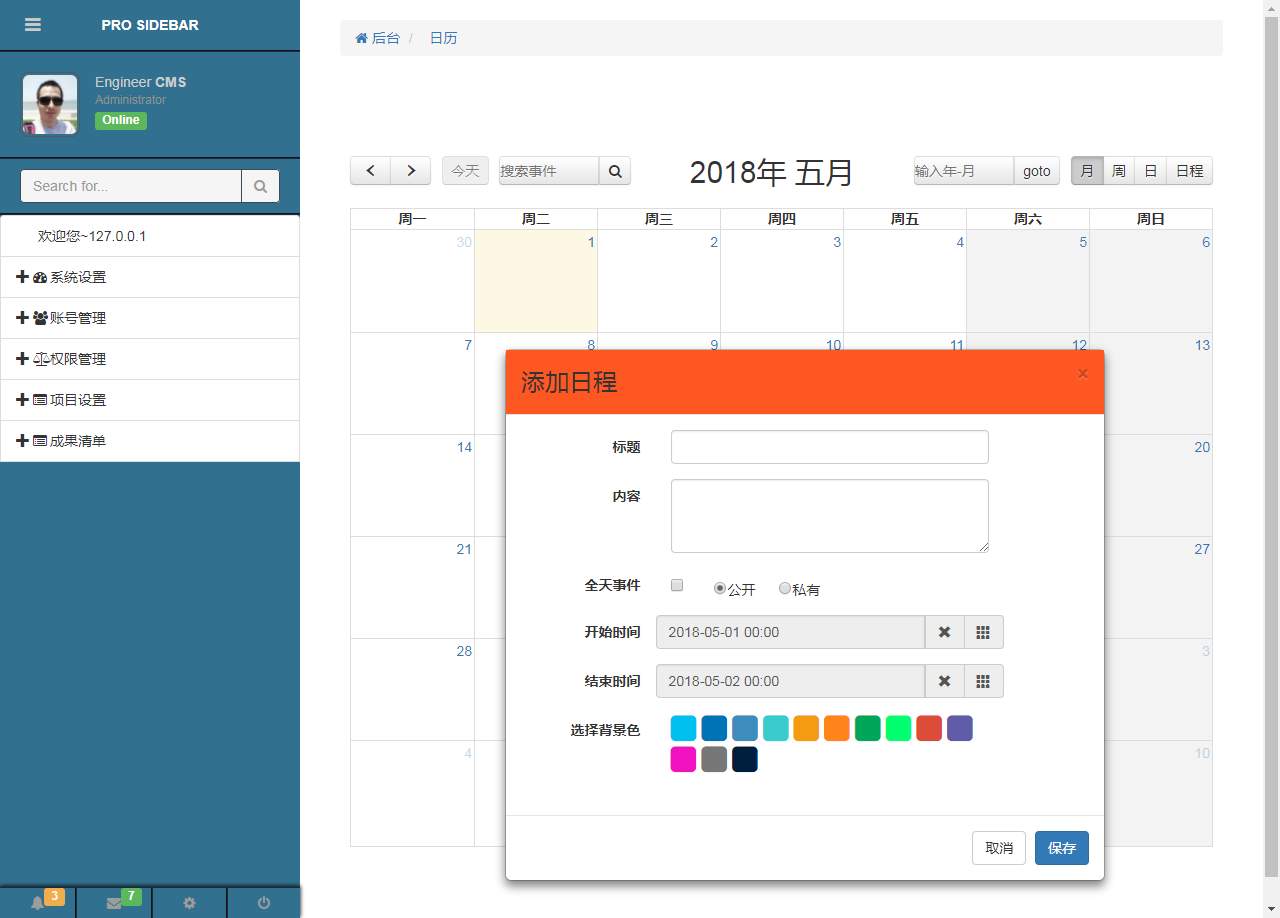 PRO SIDEBAR
Engineer CMS
Administrator
Online
Search for...
欢迎您~127.0.0.1
系统设置
账号管理
权限管理
项目设置
成果清单
3
7
后台 / 日历
今天
搜索事件
2018年 五月
输入年-月
goto
月 周 日 日程
周一 周二 周三 周四 周五 周六 周日
30 1 2 3 4 5 6
7 8 9 10 11 12 13
添加日程 ×
标题
14 20
内容
21 27
全天事件 公开 私有
开始时间 2018-05-01 00:00
28 3
结束时间 2018-05-02 00:00
选择背景色
4 10
取消 保存